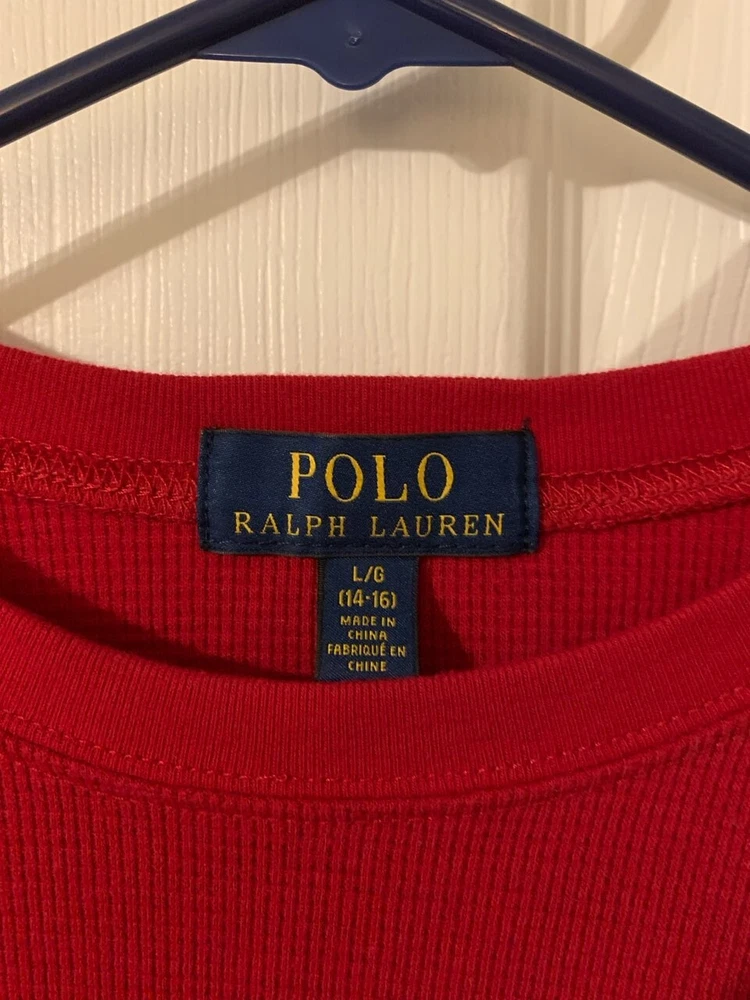 POLO
RALPH LAUREN
L/G
(14-16)
MADE IN
CHINA
FABRIQUÉ EN
CHINE